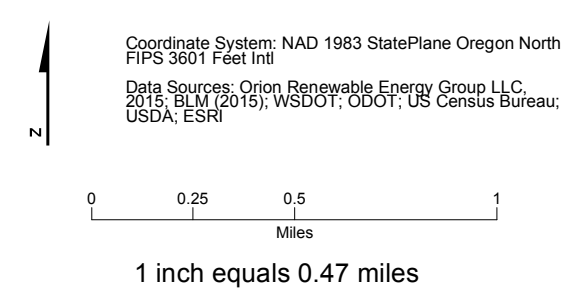 Coordinate System: NAD 1983 StatePlane Oregon North
FIPS 3601 Feet Intl
Data Sources: Orion Renewable Energy Group LLC,
2015; BLM (2015); WSDOT; ODOT; US Census Bureau;
USDA; ESRI
N
0 0.25 0.5 1
Miles
1 inch equals 0.47 miles